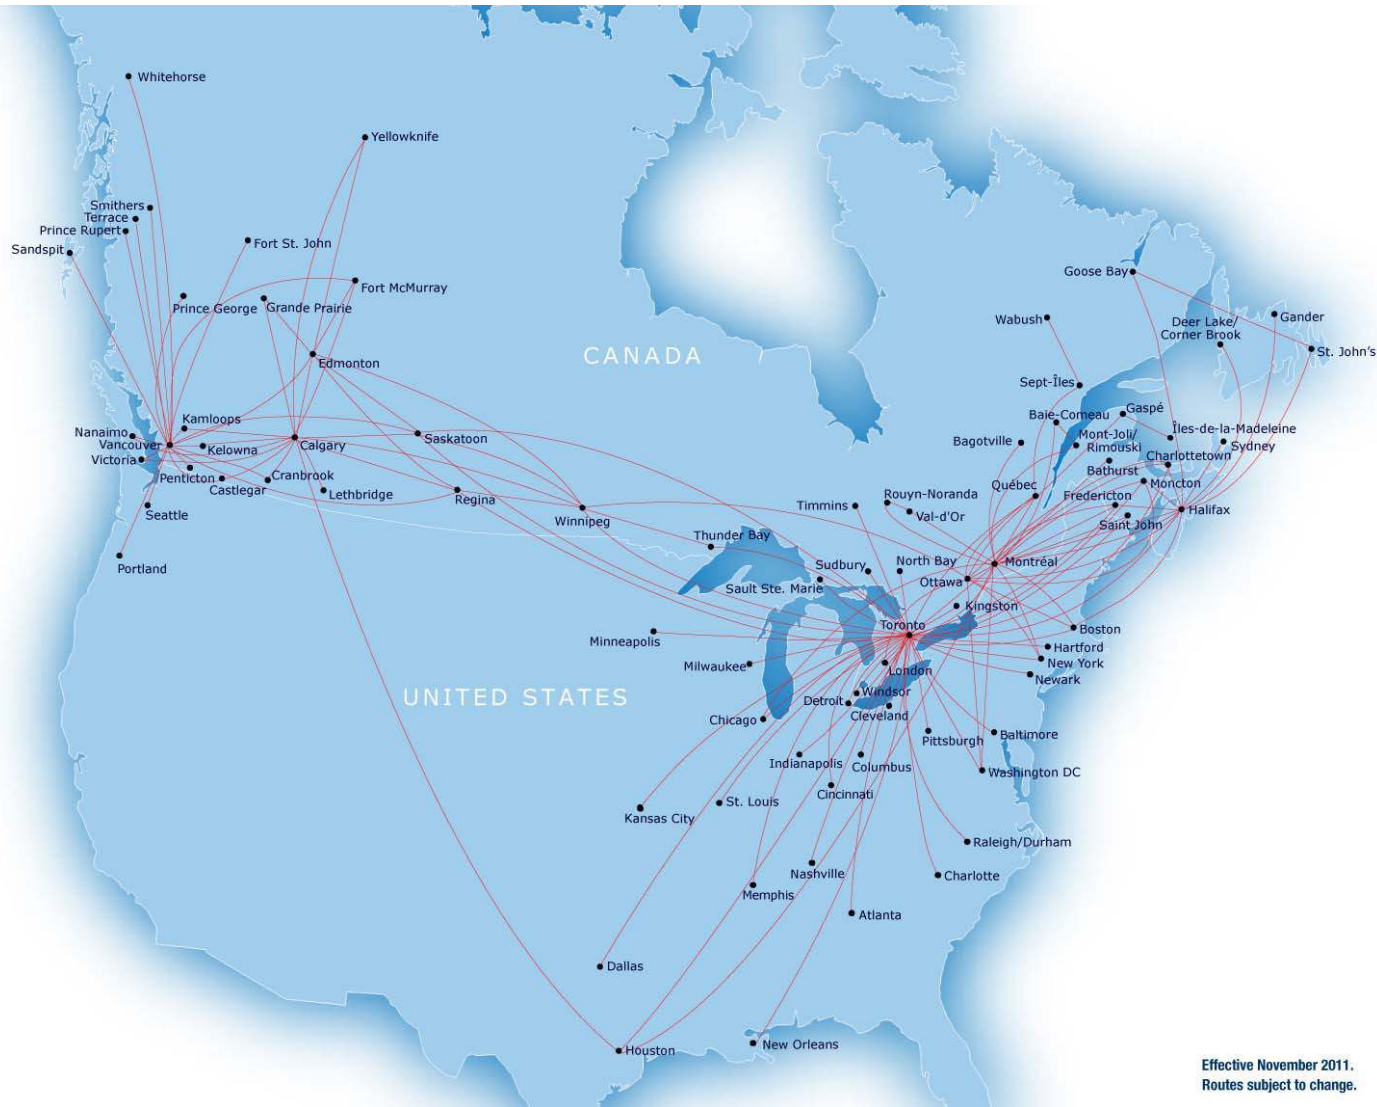 Whitehorse
Yellowknife
Smithers
Terrace
Prince Rupert
Sandspit
Fort St. John
Fort McMurray
Prince George
Grande Prairie
Edmonton
CANADA
Goose Bay
Wabush
Deer Lake/
Corner Brook
Gander
St. John's
Sept-Îles
Baie-Comeau
Gaspé
Îles-de-la-Madeleine
Sydney
Bagotville
Mont-Joli/
Rimouski
Charlottetown
Bathurst
Moncton
Kamloops
Nanaimo
Vancouver
Victoria
Kelowna
Calgary
Saskatoon
Penticton
Castlegar
Cranbrook
Lethbridge
Regina
Seattle
Winnipeg
Portland
Québec
Fredericton
Saint John
Halifax
Timmins
Rouyn-Noranda
Val-d'Or
Thunder Bay
Sudbury
North Bay
Montréal
Ottawa
Sault Ste. Marie
Kingston
Toronto
Boston
Minneapolis
Hartford
New York
Milwaukee
London
Newark
UNITED STATES
Windsor
Detroit
Cleveland
Chicago
Pittsburgh
Baltimore
Indianapolis
Columbus
Washington DC
Cincinnati
St. Louis
Kansas City
Raleigh/Durham
Nashville
Charlotte
Memphis
Atlanta
Dallas
Houston
New Orleans
Effective November 2011.
Routes subject to change.